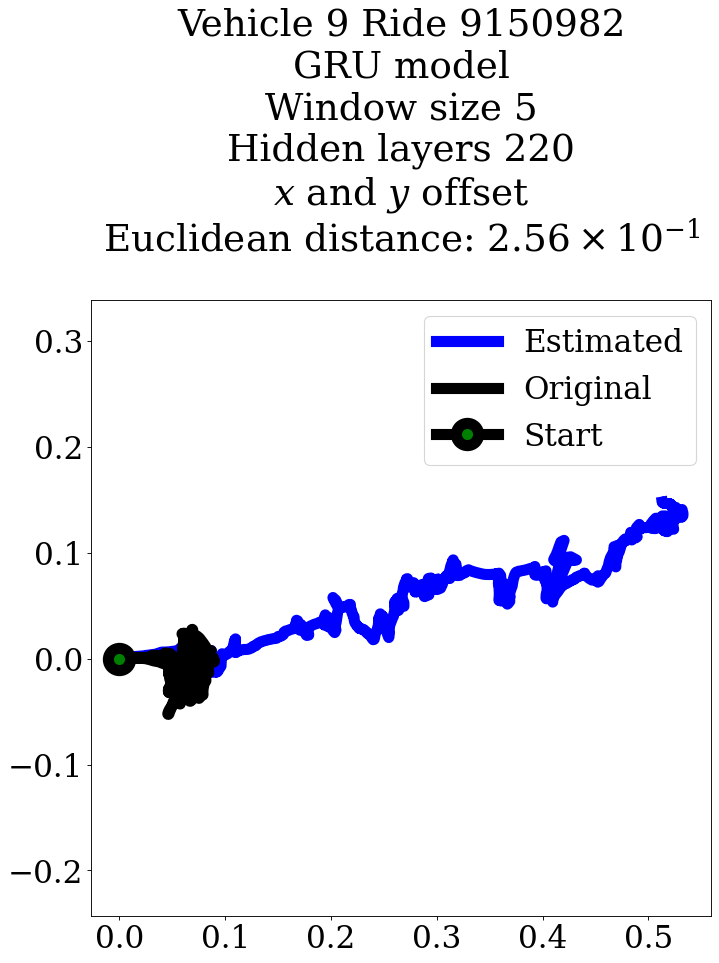 Vehicle 9 Ride 9150982
GRU model
Window size 5
Hidden layers 220
x and y offset
Euclidean distance: 2.56 × 10⁻¹
Estimated
Original
Start
0.3
0.2
0.1
0.0
−0.1
−0.2
0.0 0.1 0.2 0.3 0.4 0.5